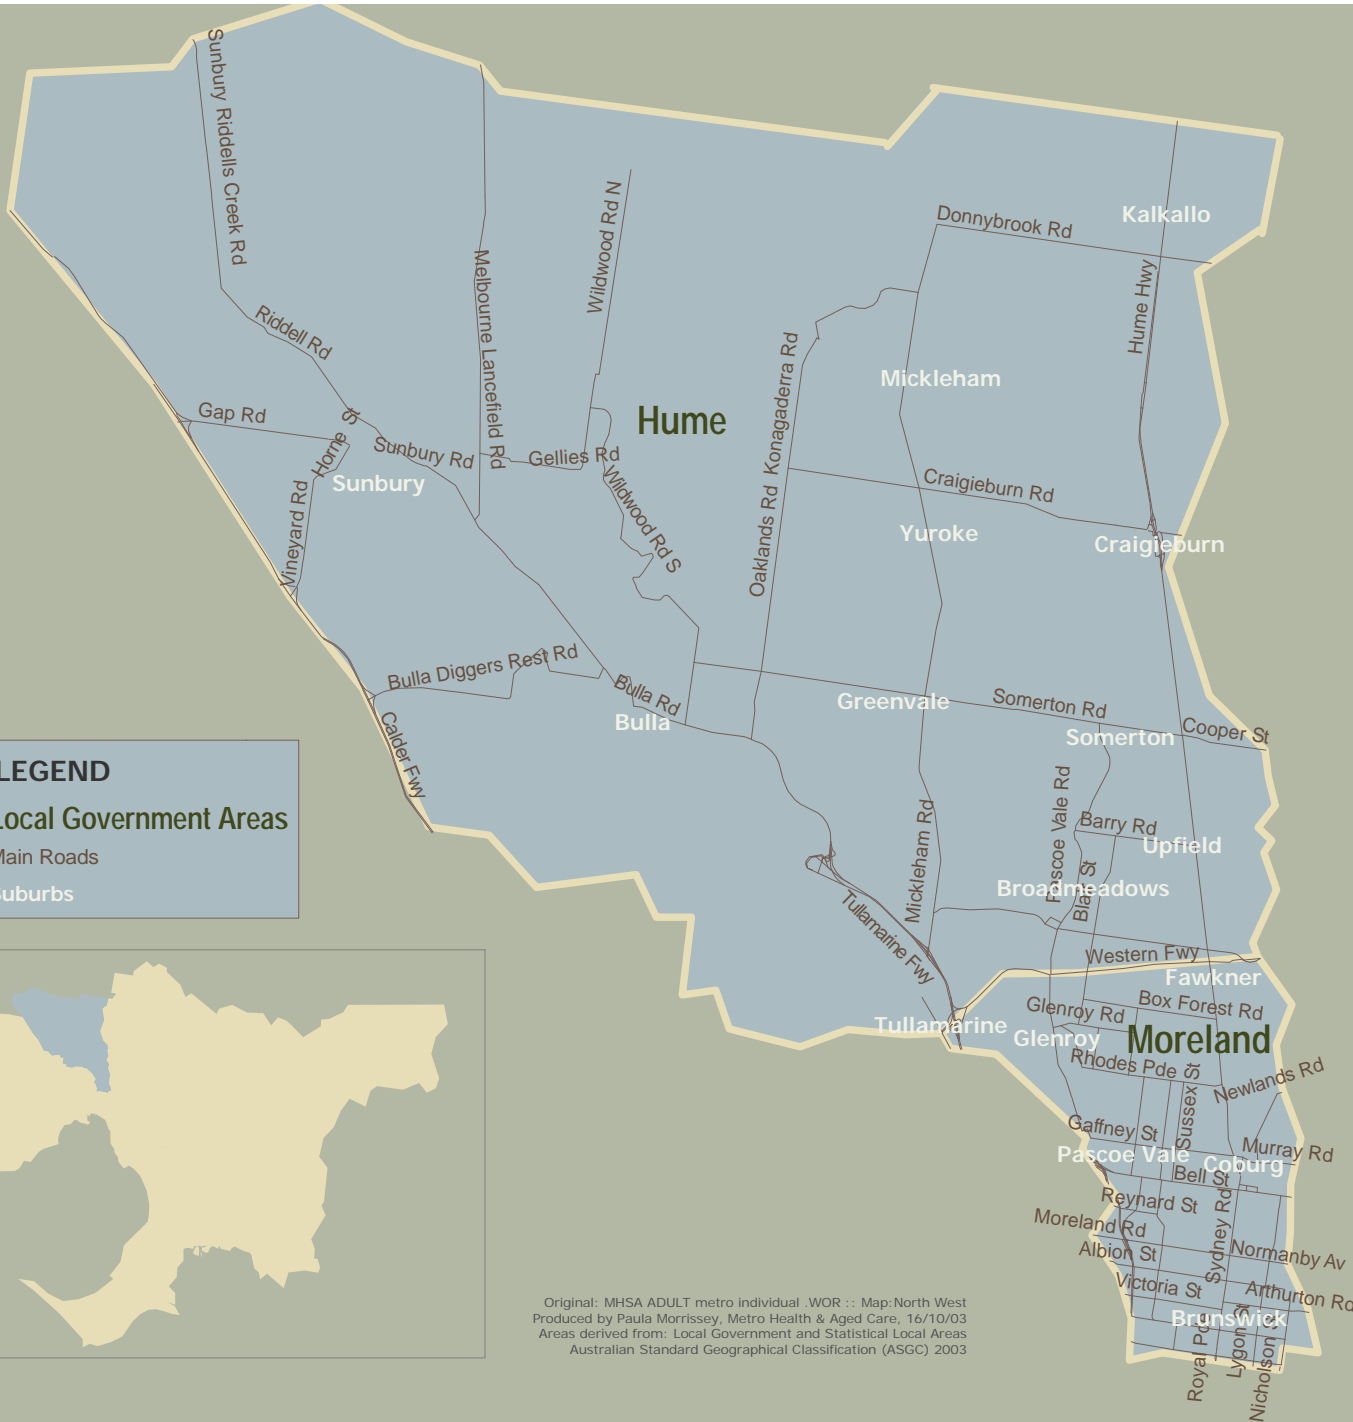 Sunbury Riddells Creek Rd
Wildwood Rd N
Kalkallo
Donnybrook Rd
Hume Hwy
Melbourne Lancefield Rd
Riddell Rd
Konagaderra Rd
Mickleham
Gap Rd
Horne St
Hume
Sunbury Rd
Gellies Rd
Sunbury
Craigieburn Rd
Wildwood Rd S
Vineyard Rd
Oaklands Rd
Yuroke
Craigieburn
Bulla Diggers Rest Rd
Bulla Rd
Bulla
Greenvale
Somerton Rd
Cooper St
Somerton
Calder Fwy
LEGEND
Local Government Areas
Main Roads
Suburbs
Pascoe Vale Rd
Mickleham Rd
Barry Rd
Upfield
Broadmeadows
Blair St
Tullamarine Fwy
Western Fwy
Fawkner
Box Forest Rd
Glenroy Rd
Tullamarine
Glenroy
Moreland
Rhodes Pde
Newlands Rd
Sussex St
Gaffney St
Murray Rd
Pascoe Vale
Coburg
Bell St
Reynard St
Moreland Rd
Sydney Rd
Albion St
Normanby Av
Victoria St
Arthurton Rd
Brunswick
Royal Pde
Lygon St
Nicholson St
Original: MHSA ADULT metro individual .WOR :: Map:North West
Produced by Paula Morrissey, Metro Health & Aged Care, 16/10/03
Areas derived from: Local Government and Statistical Local Areas
Australian Standard Geographical Classification (ASGC) 2003